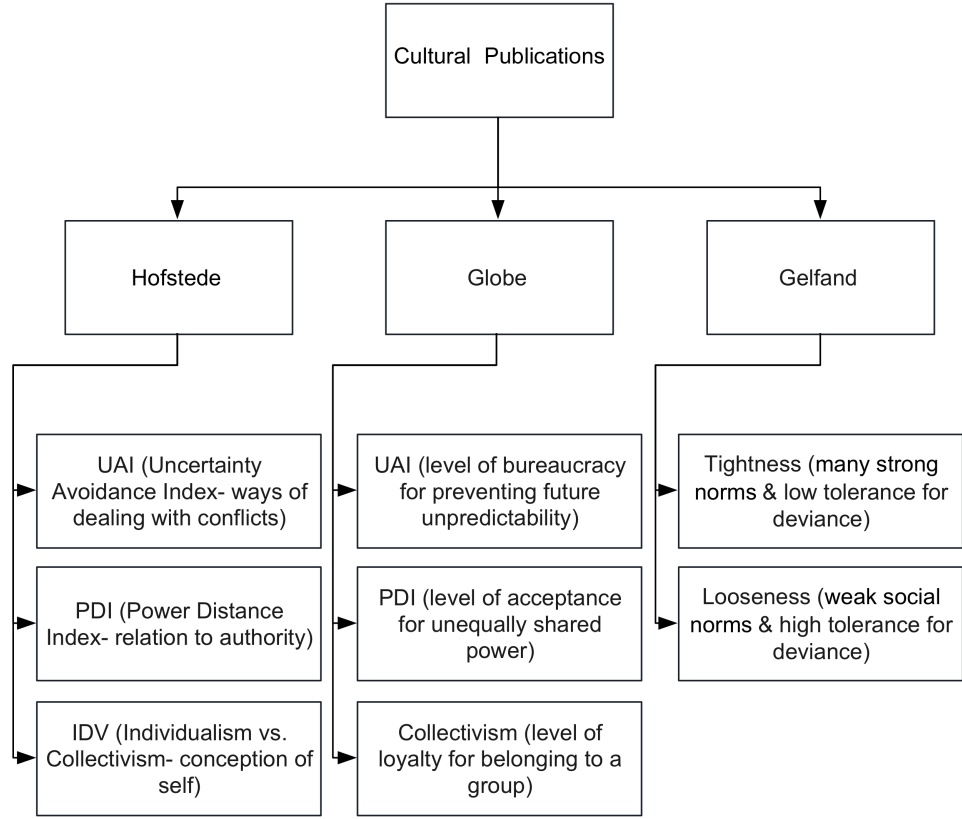 Cultural Publications
Hofstede
Globe
Gelfand
UAI (Uncertainty
Avoidance Index- ways of
dealing with conflicts)
UAI (level of bureaucracy
for preventing future
unpredictability)
Tightness (many strong
norms & low tolerance for
deviance)
PDI (Power Distance
Index- relation to authority)
PDI (level of acceptance
for unequally shared
power)
Looseness (weak social
norms & high tolerance for
deviance)
IDV (Individualism vs.
Collectivism- conception of
self)
Collectivism (level of
loyalty for belonging to a
group)